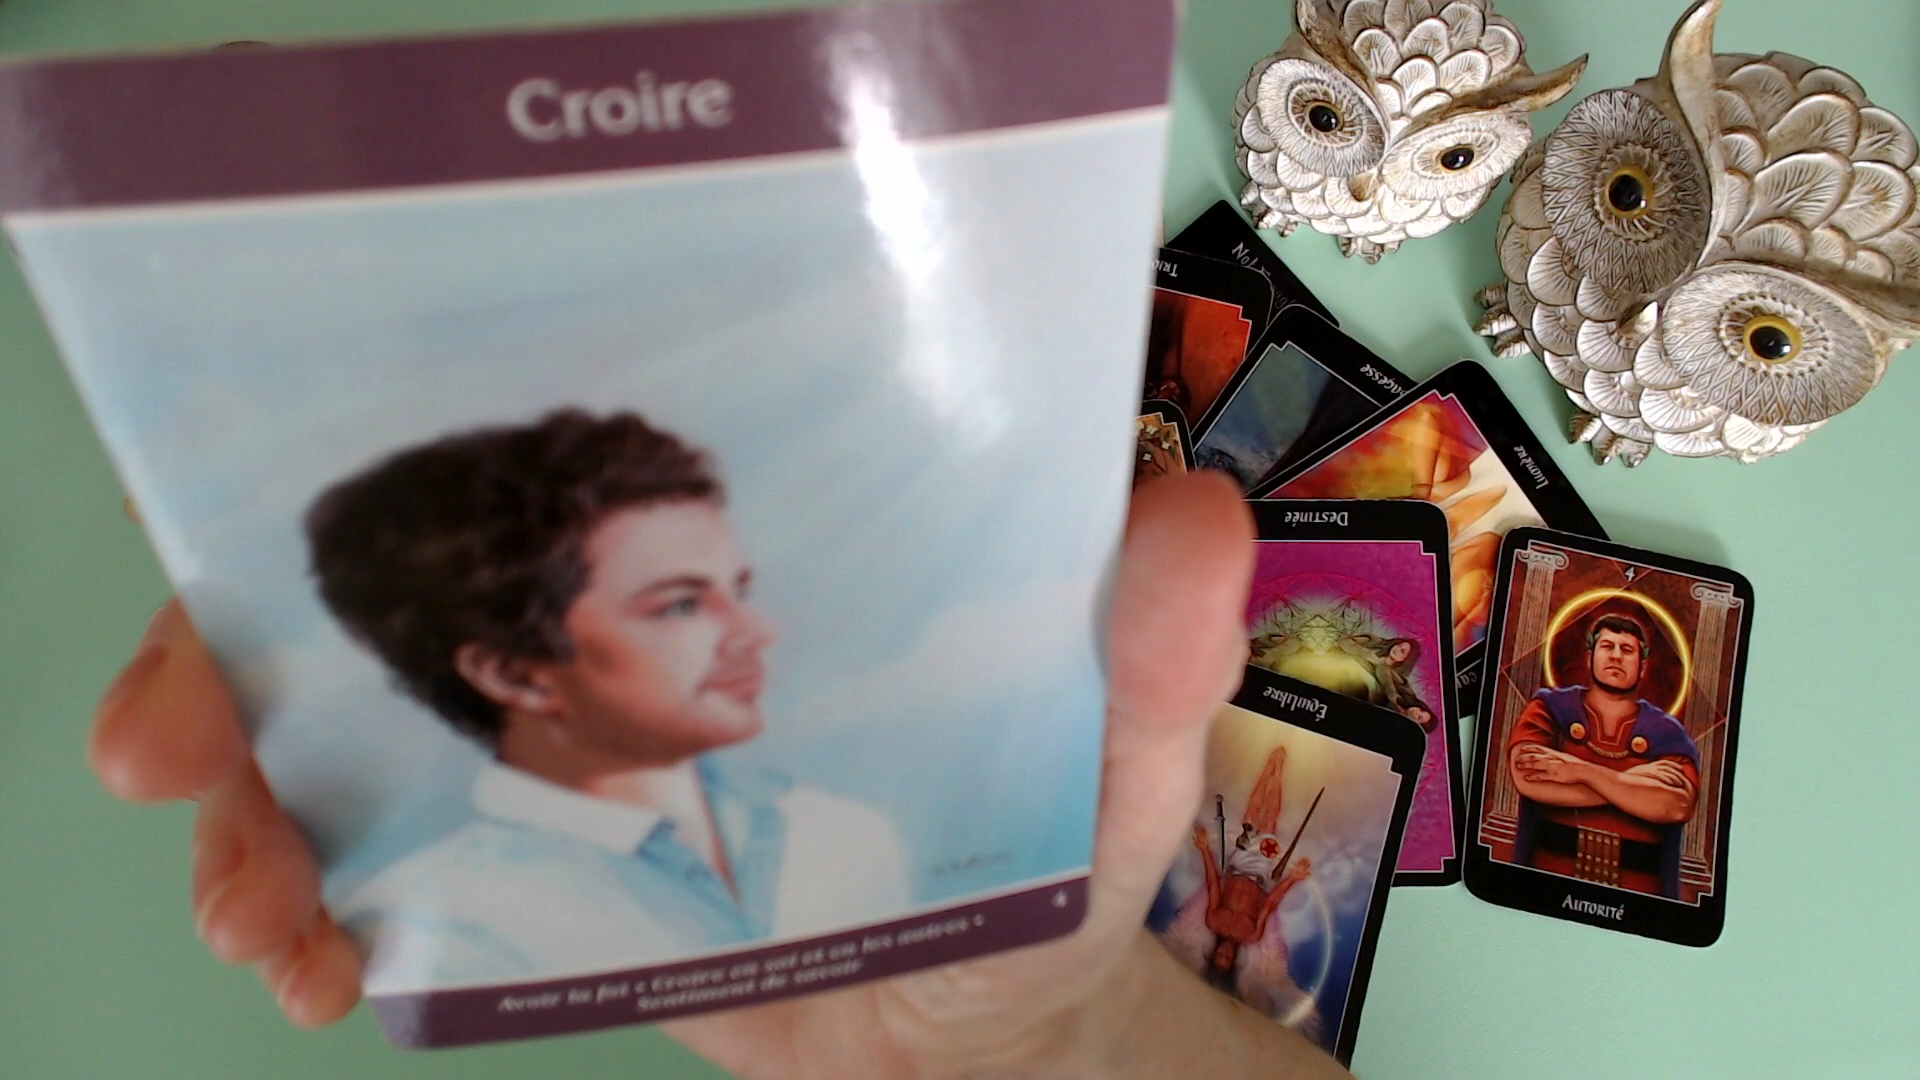 Croire
Avoir la foi • Croire en soi et en les autres •
Sentiment de savoir
4
Lumière
Destinée
Équilibre
4
Autorité